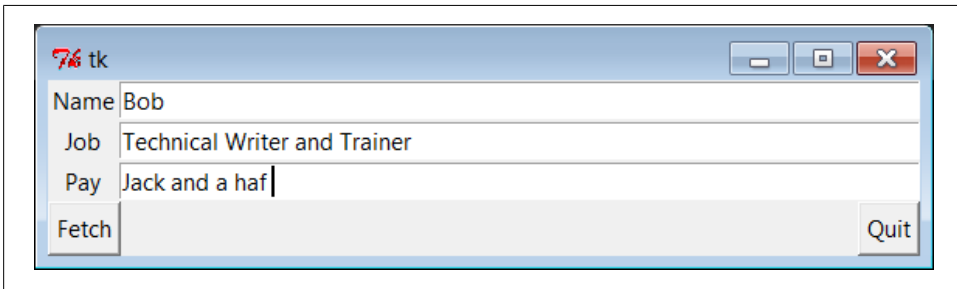 tk
Name Bob
Job Technical Writer and Trainer
Pay Jack and a haf
Fetch Quit